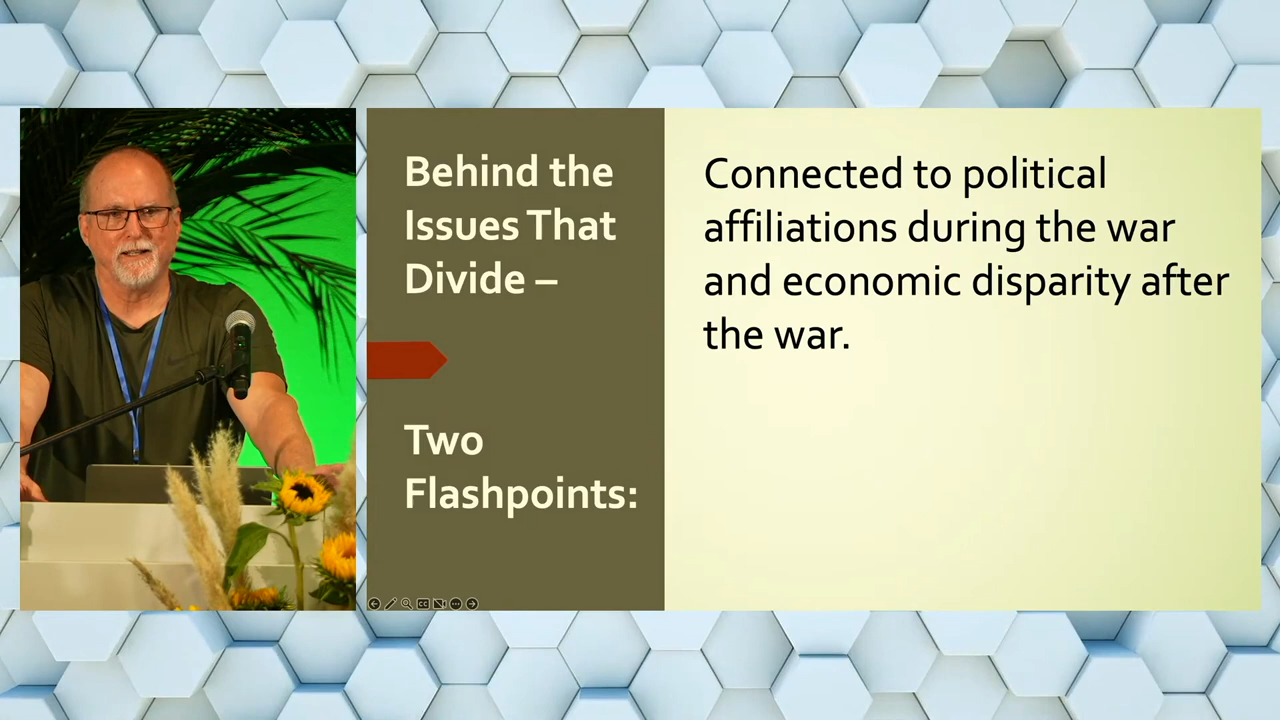 Behind the
Issues That
Divide –
Two
Flashpoints:
Connected to political
affiliations during the war
and economic disparity after
the war.